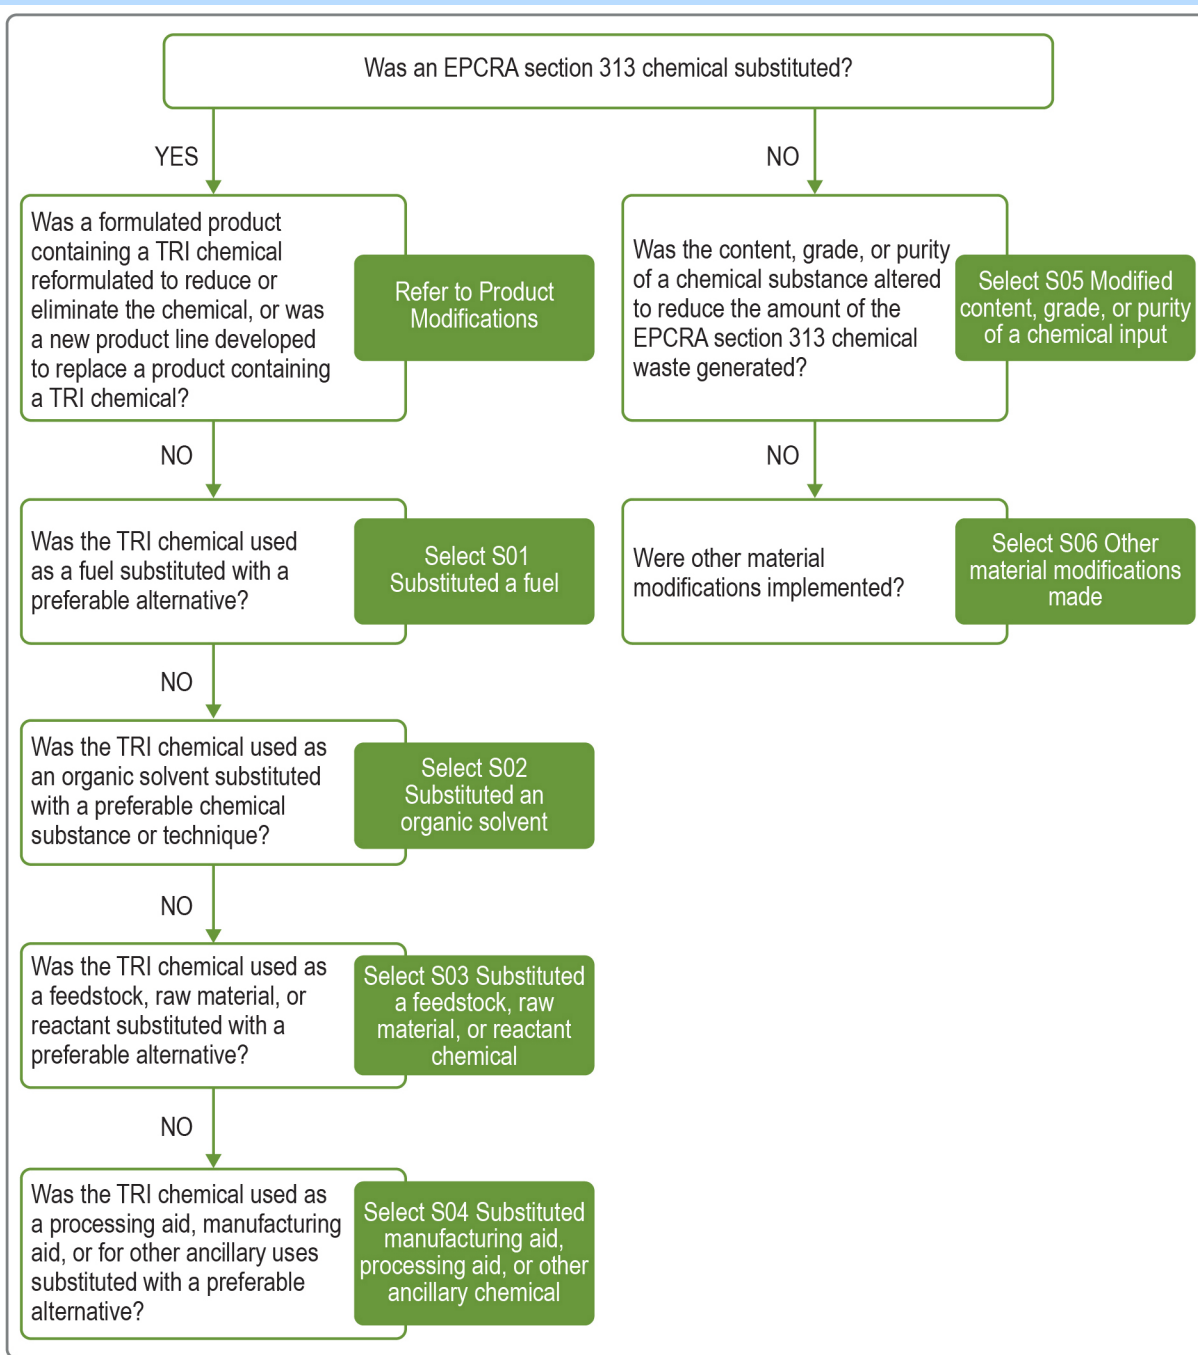 Was an EPCRA section 313 chemical substituted?
YES
NO
Was a formulated product
containing a TRI chemical
reformulated to reduce or
eliminate the chemical, or was
a new product line developed
to replace a product containing
a TRI chemical?
Refer to Product
Modifications
Was the content, grade, or purity
of a chemical substance altered
to reduce the amount of the
EPCRA section 313 chemical
waste generated?
Select S05 Modified
content, grade, or purity
of a chemical input
NO
NO
Was the TRI chemical used
as a fuel substituted with a
preferable alternative?
Select S01
Substituted a fuel
Were other material
modifications implemented?
Select S06 Other
material modifications
made
NO
Was the TRI chemical used as
an organic solvent substituted
with a preferable chemical
substance or technique?
Select S02
Substituted an
organic solvent
NO
Was the TRI chemical used as
a feedstock, raw material, or
reactant substituted with a
preferable alternative?
Select S03 Substituted
a feedstock, raw
material, or reactant
chemical
NO
Was the TRI chemical used as
a processing aid, manufacturing
aid, or for other ancillary uses
substituted with a preferable
alternative?
Select S04 Substituted
manufacturing aid,
processing aid, or other
ancillary chemical